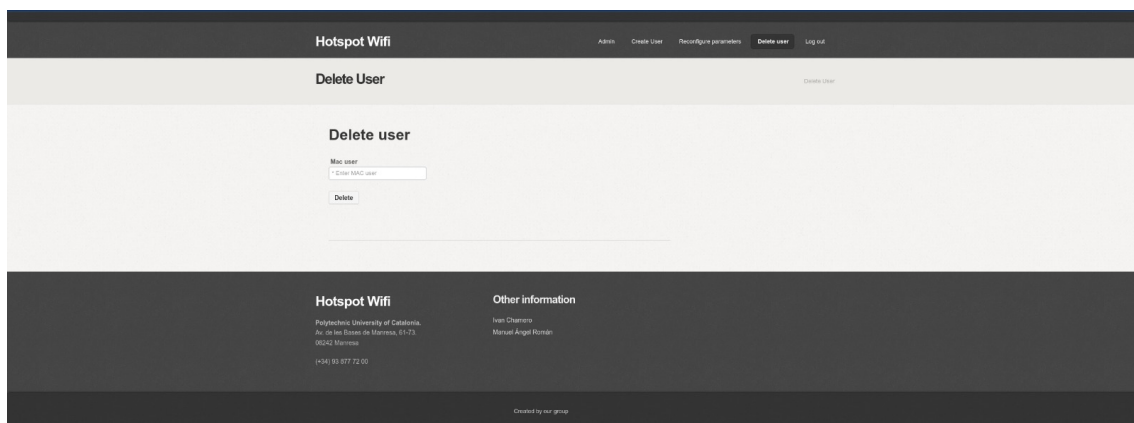 Hotspot Wifi
Admin Create User Reconfigure parameters Delete user Log out
Delete User
Delete User
Delete user
Mac user
* Enter MAC user
Delete
Hotspot Wifi
Polytechnic University of Catalonia.
Av. de les Bases de Manresa, 61-73.
08242 Manresa
(+34) 93 877 72 00
Other information
Ivan Chamero
Manuel Ángel Román
Created by our group